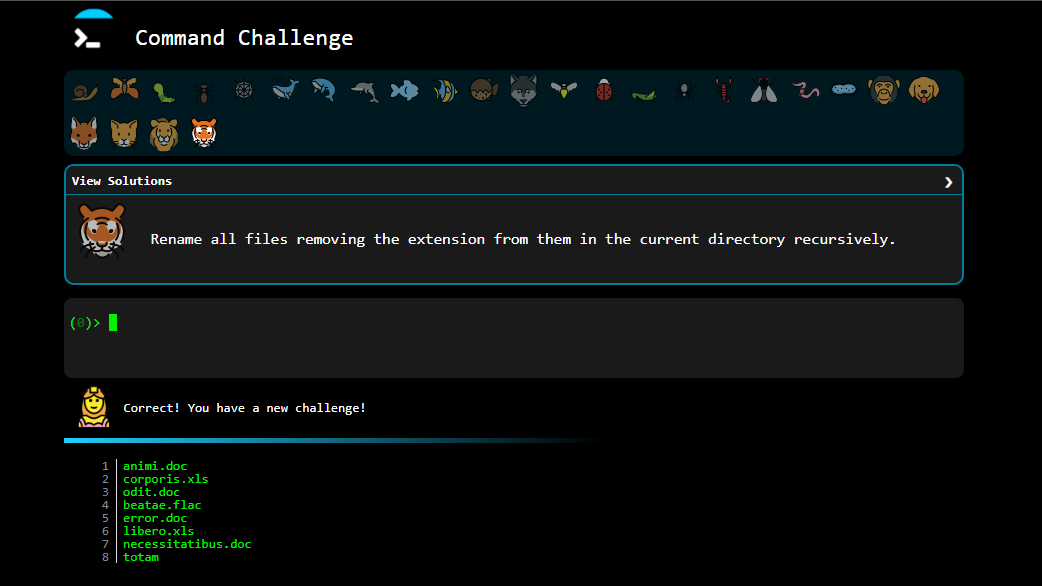 Command Challenge
View Solutions
Rename all files removing the extension from them in the current directory recursively.
(0)>
Correct! You have a new challenge!
1 animi.doc
2 corporis.xls
3 odit.doc
4 beatae.flac
5 error.doc
6 libero.xls
7 necessitatibus.doc
8 totam